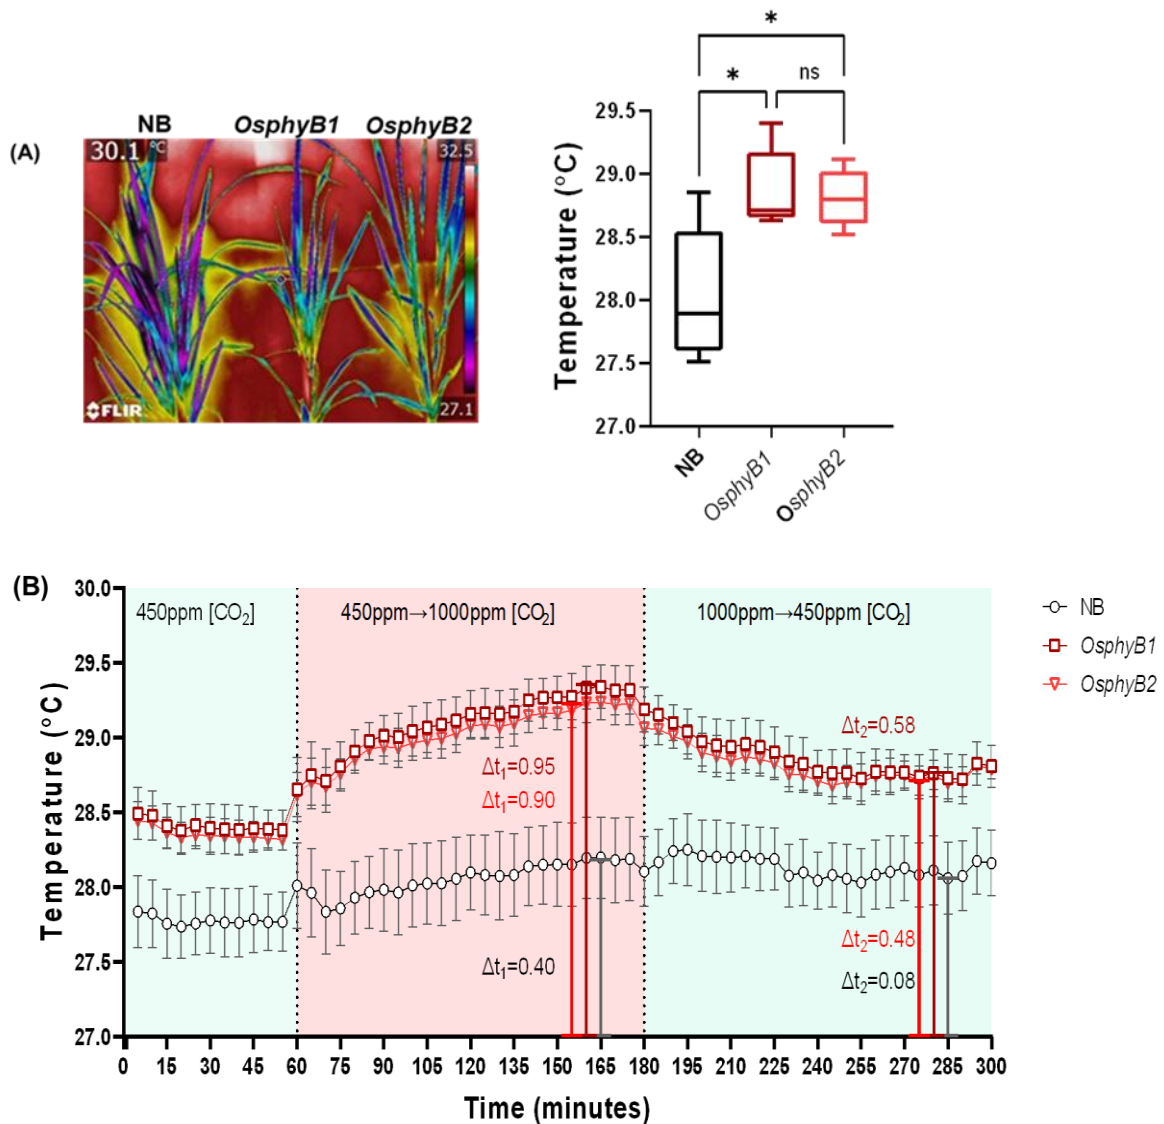 (A)
NB OsphyB1 OsphyB2
30.1 °C 32.5
27.1
FLIR
* 
* ns
Temperature (°C)
29.5
29.0
28.5
28.0
27.5
27.0
NB OsphyB1 OsphyB2
(B)
450ppm [CO₂] 450ppm→1000ppm [CO₂] 1000ppm→450ppm [CO₂]
Temperature (°C)
30.0
29.5
29.0
28.5
28.0
27.5
27.0
Δt₁=0.95
Δt₁=0.90
Δt₁=0.40
Δt₂=0.58
Δt₂=0.48
Δt₂=0.08
0 15 30 45 60 75 90 105 120 135 150 165 180 195 210 225 240 255 270 285 300
Time (minutes)
NB
OsphyB1
OsphyB2